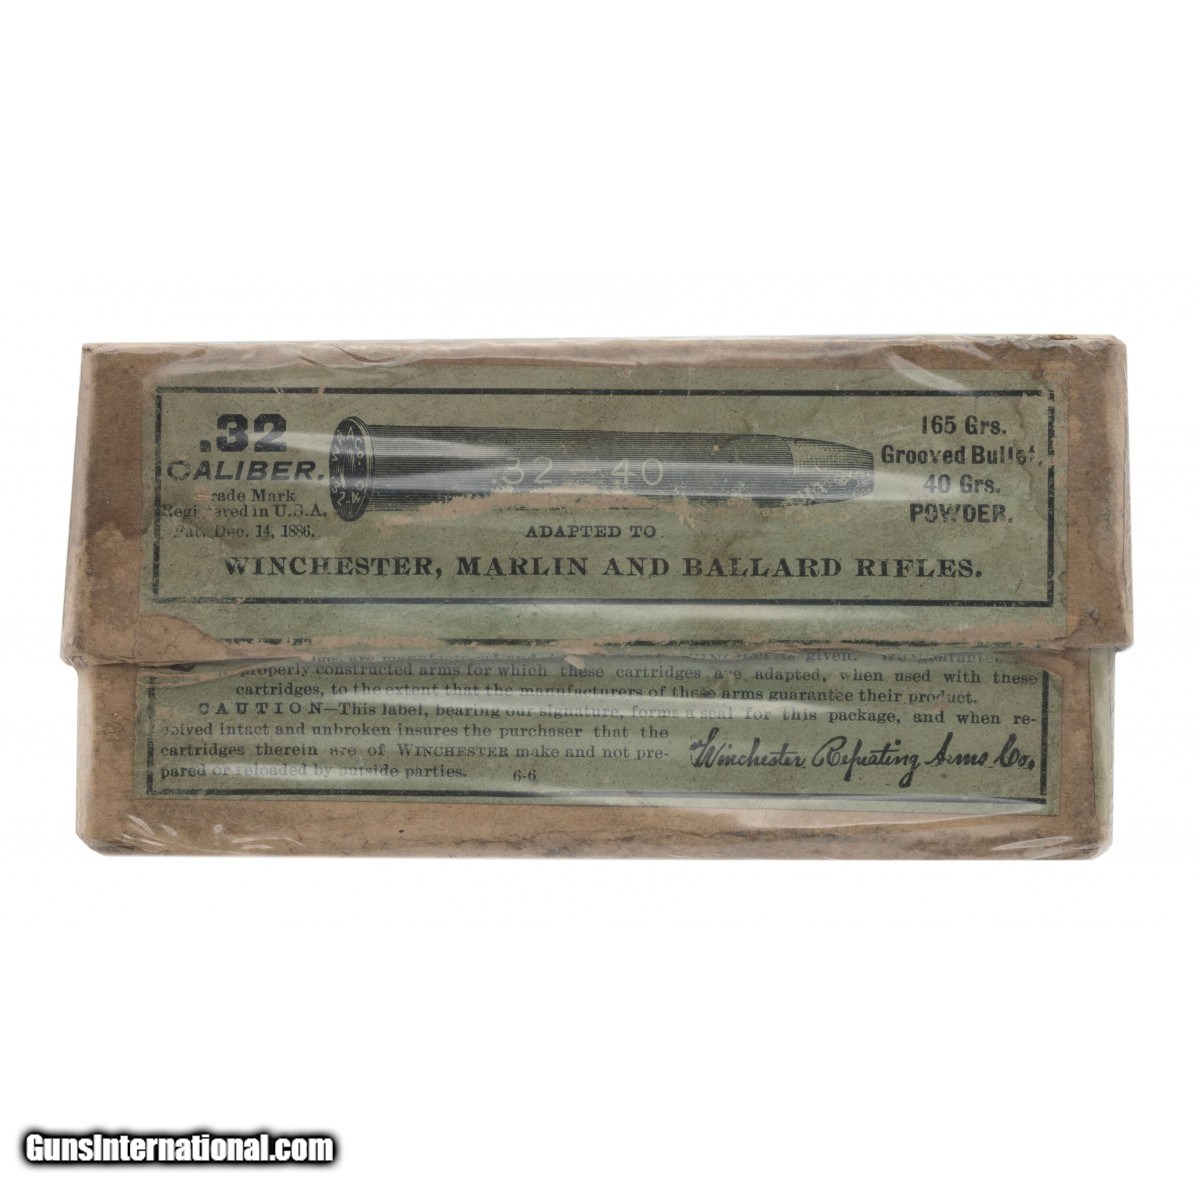 .32
CALIBER.
Trade Mark
Registered in U.S.A.
Pat. Dec. 14, 1886.
W.R.A.CO.
.32 40
165 Grs.
Grooved Bullet.
40 Grs.
POWDER.
ADAPTED TO
WINCHESTER, MARLIN AND BALLARD RIFLES.
are given. We guarantee
properly constructed arms for which these cartridges are adapted, when used with these
cartridges, to the extent that the manufacturers of these arms guarantee their product.
CAUTION—This label, bearing our signature, forms a seal for this package, and when re-
ceived intact and unbroken insures the purchaser that the
cartridges therein are of WINCHESTER make and not pre-
pared or reloaded by outside parties. 6-6
Winchester Repeating Arms Co.
GunsInternational.com